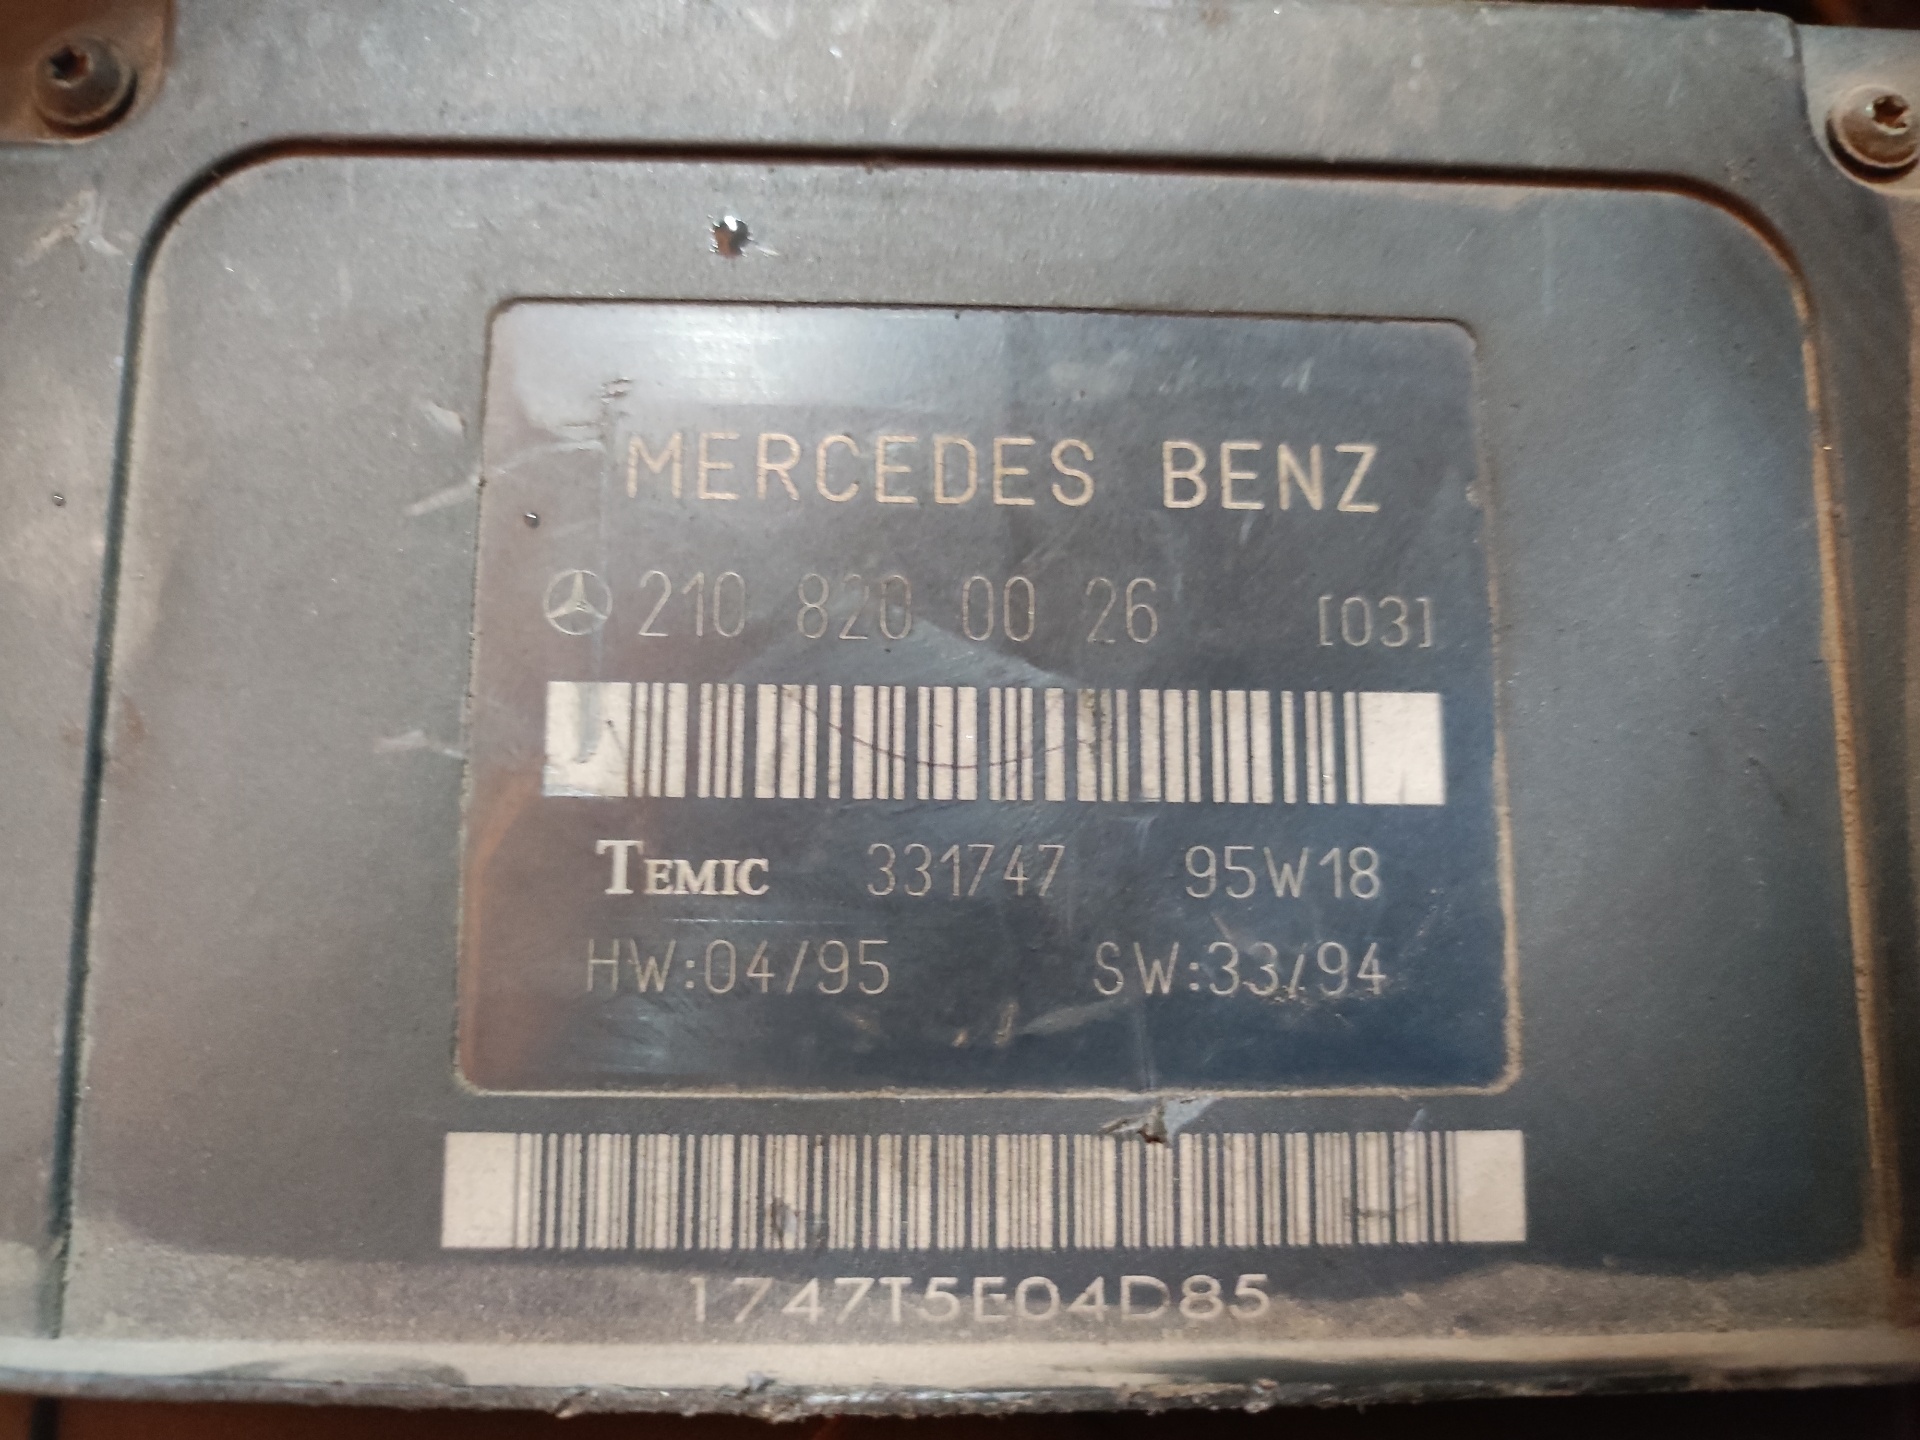 MERCEDES BENZ
210 820 00 26 [03]
TEMIC 331747 95W18
HW:04/95 SW:33/94
1747T5E04D85